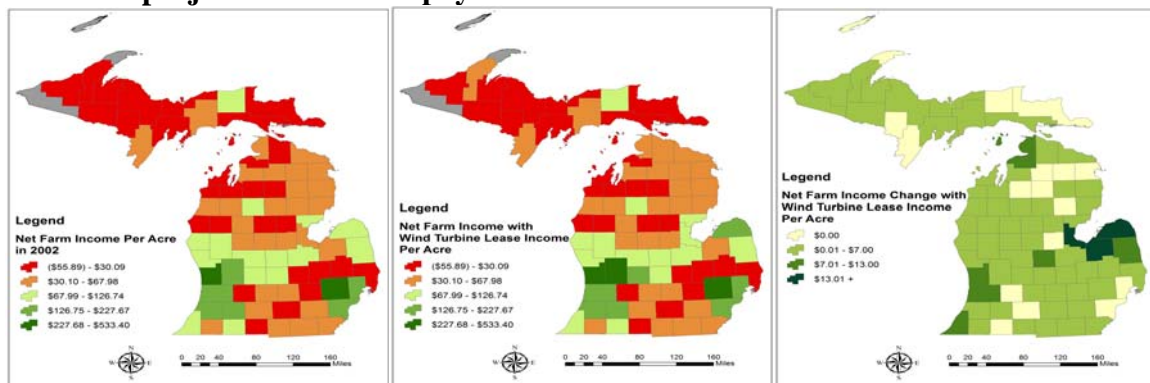 Legend
Net Farm Income Per Acre
in 2002
($55.89) - $30.09
$30.10 - $67.98
$67.99 - $126.74
$126.75 - $227.67
$227.68 - $533.40
N
W
E
S
0 20 40 80 120 160
Miles
Legend
Net Farm Income with
Wind Turbine Lease Income
Per Acre
($55.89) - $30.09
$30.10 - $67.98
$67.99 - $126.74
$126.75 - $227.67
$227.68 - $533.40
N
W
E
S
0 20 40 80 120 160
Miles
Legend
Net Farm Income Change with
Wind Turbine Lease Income
Per Acre
$0.00
$0.01 - $7.00
$7.01 - $13.00
$13.01 +
N
W
E
S
0 20 40 80 120 160
Miles